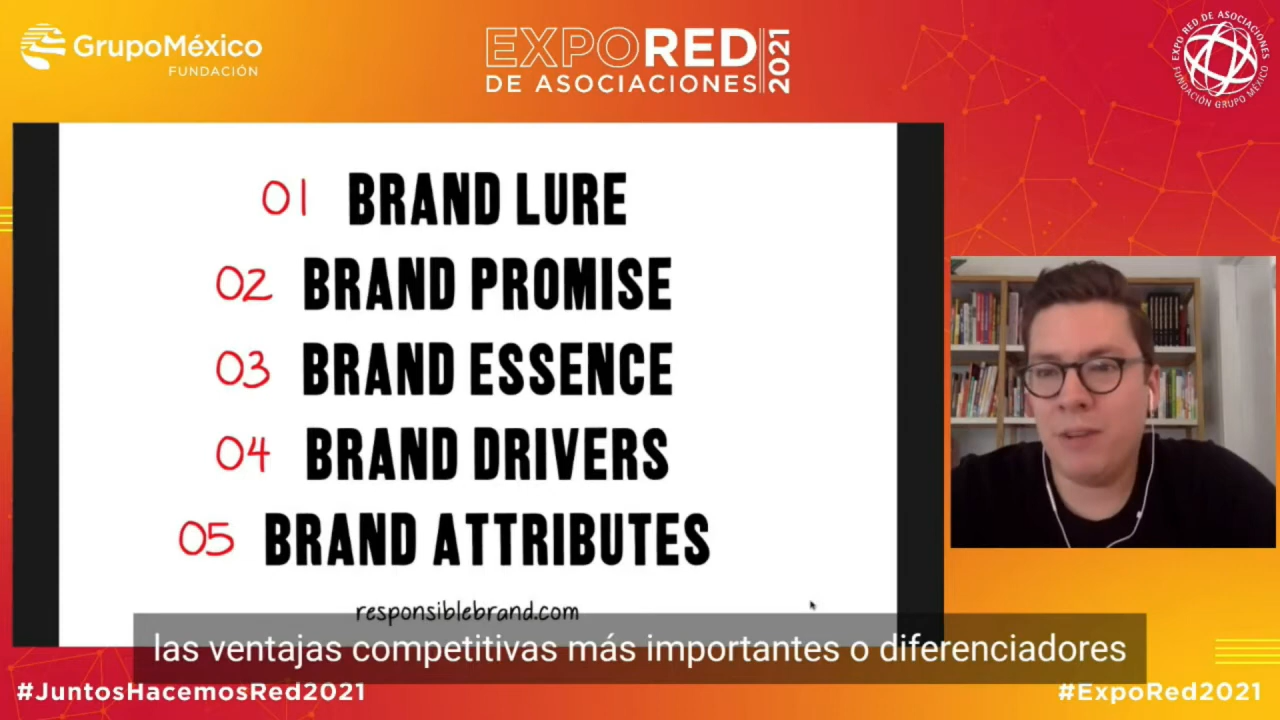 GrupoMéxico
FUNDACIÓN
EXPORED
DE ASOCIACIONES
2021
EXPO RED DE ASOCIACIONES
FUNDACIÓN GRUPO MÉXICO
01 BRAND LURE
02 BRAND PROMISE
03 BRAND ESSENCE
04 BRAND DRIVERS
05 BRAND ATTRIBUTES
responsiblebrand.com
las ventajas competitivas más importantes o diferenciadores
#JuntosHacemosRed2021
#ExpoRed2021